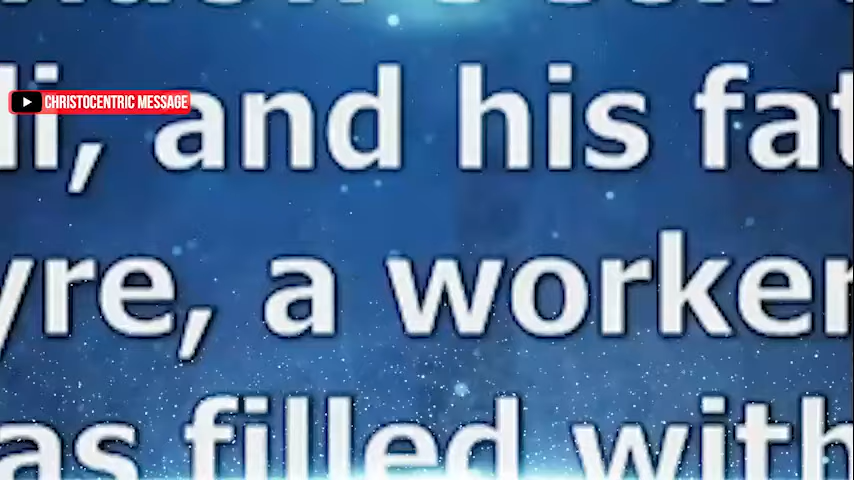 li, and his fat
CHRISTOCENTRIC MESSAGE
yre, a worker
as filled with